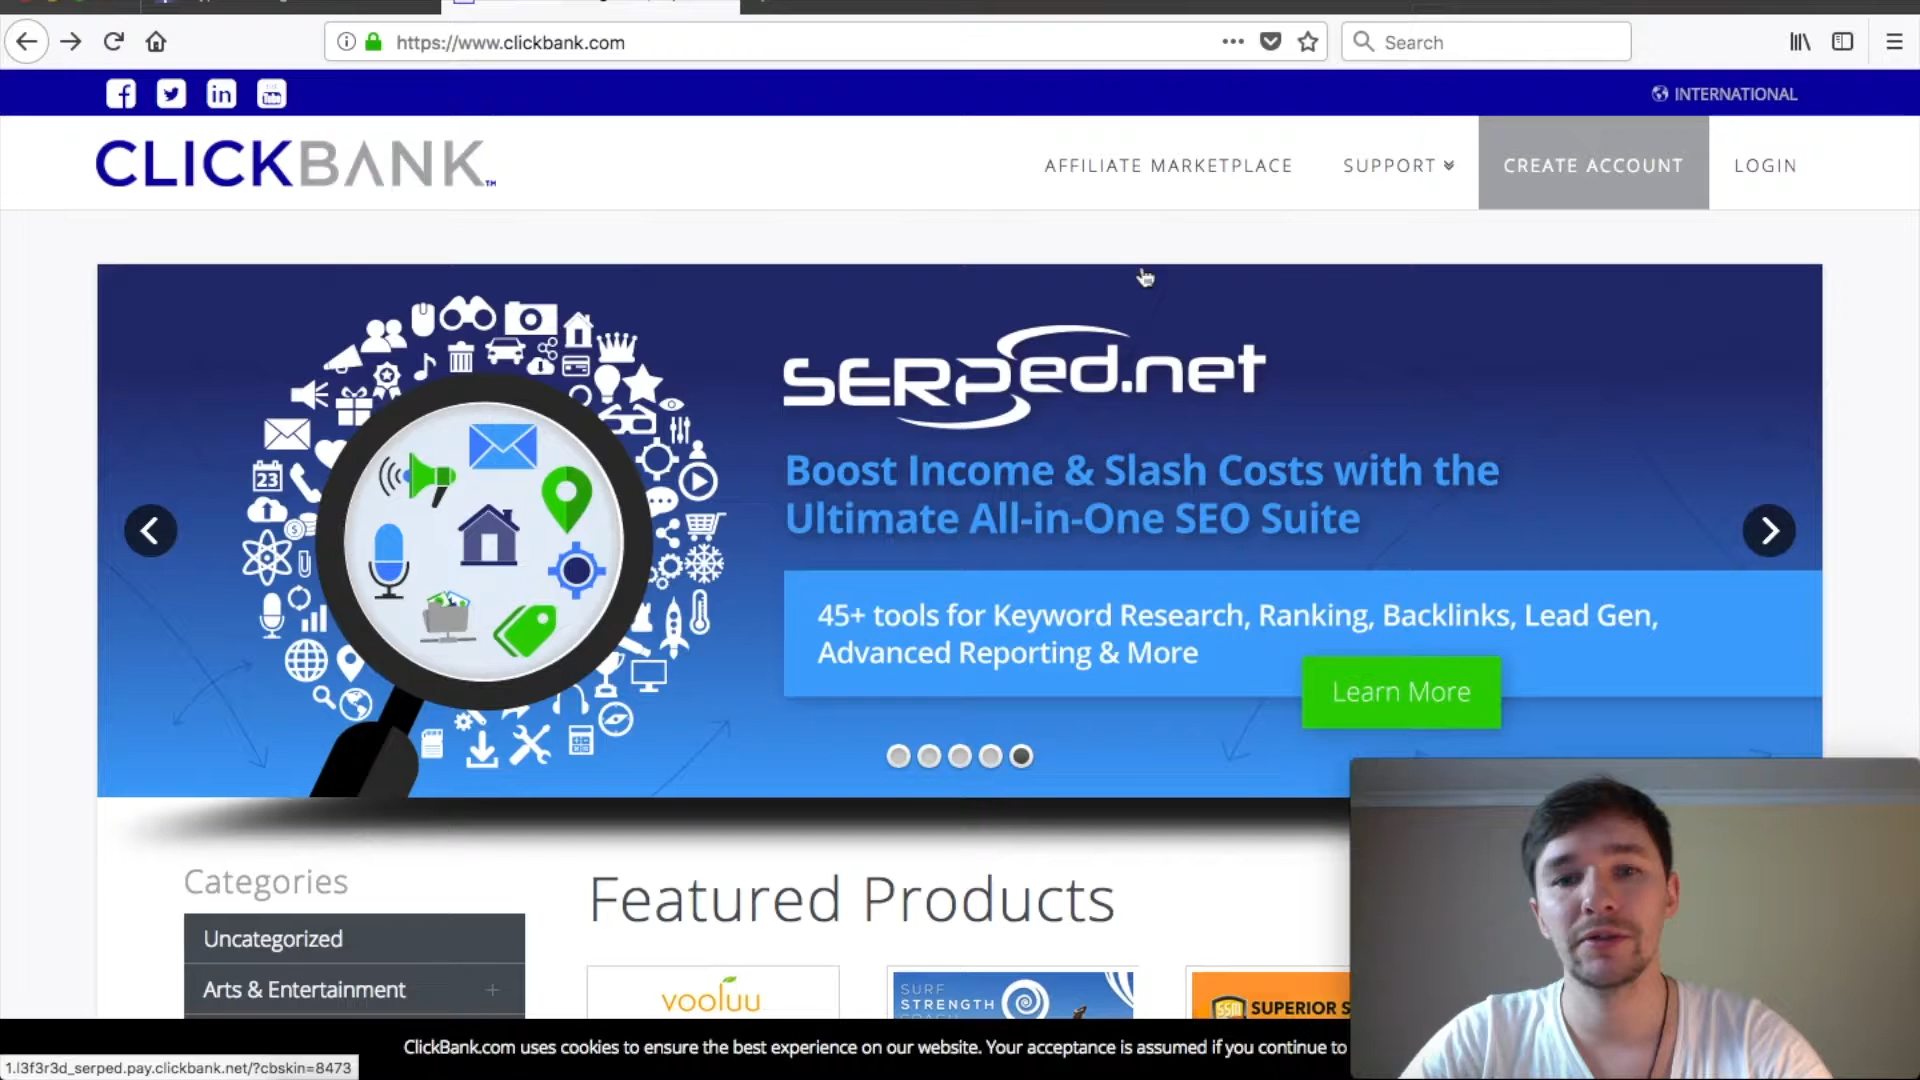 https://www.clickbank.com
Search
INTERNATIONAL
CLICKBANK™
AFFILIATE MARKETPLACE
SUPPORT
CREATE ACCOUNT
LOGIN
SERPed.net
Boost Income & Slash Costs with the
Ultimate All-in-One SEO Suite
45+ tools for Keyword Research, Ranking, Backlinks, Lead Gen,
Advanced Reporting & More
Learn More
23
Categories
Featured Products
Uncategorized
Arts & Entertainment +
vooluu
SURF
STRENGTH
COACH
SSM SUPERIOR S
ClickBank.com uses cookies to ensure the best experience on our website. Your acceptance is assumed if you continue to
1.l3f3r3d_serped.pay.clickbank.net/?cbskin=8473